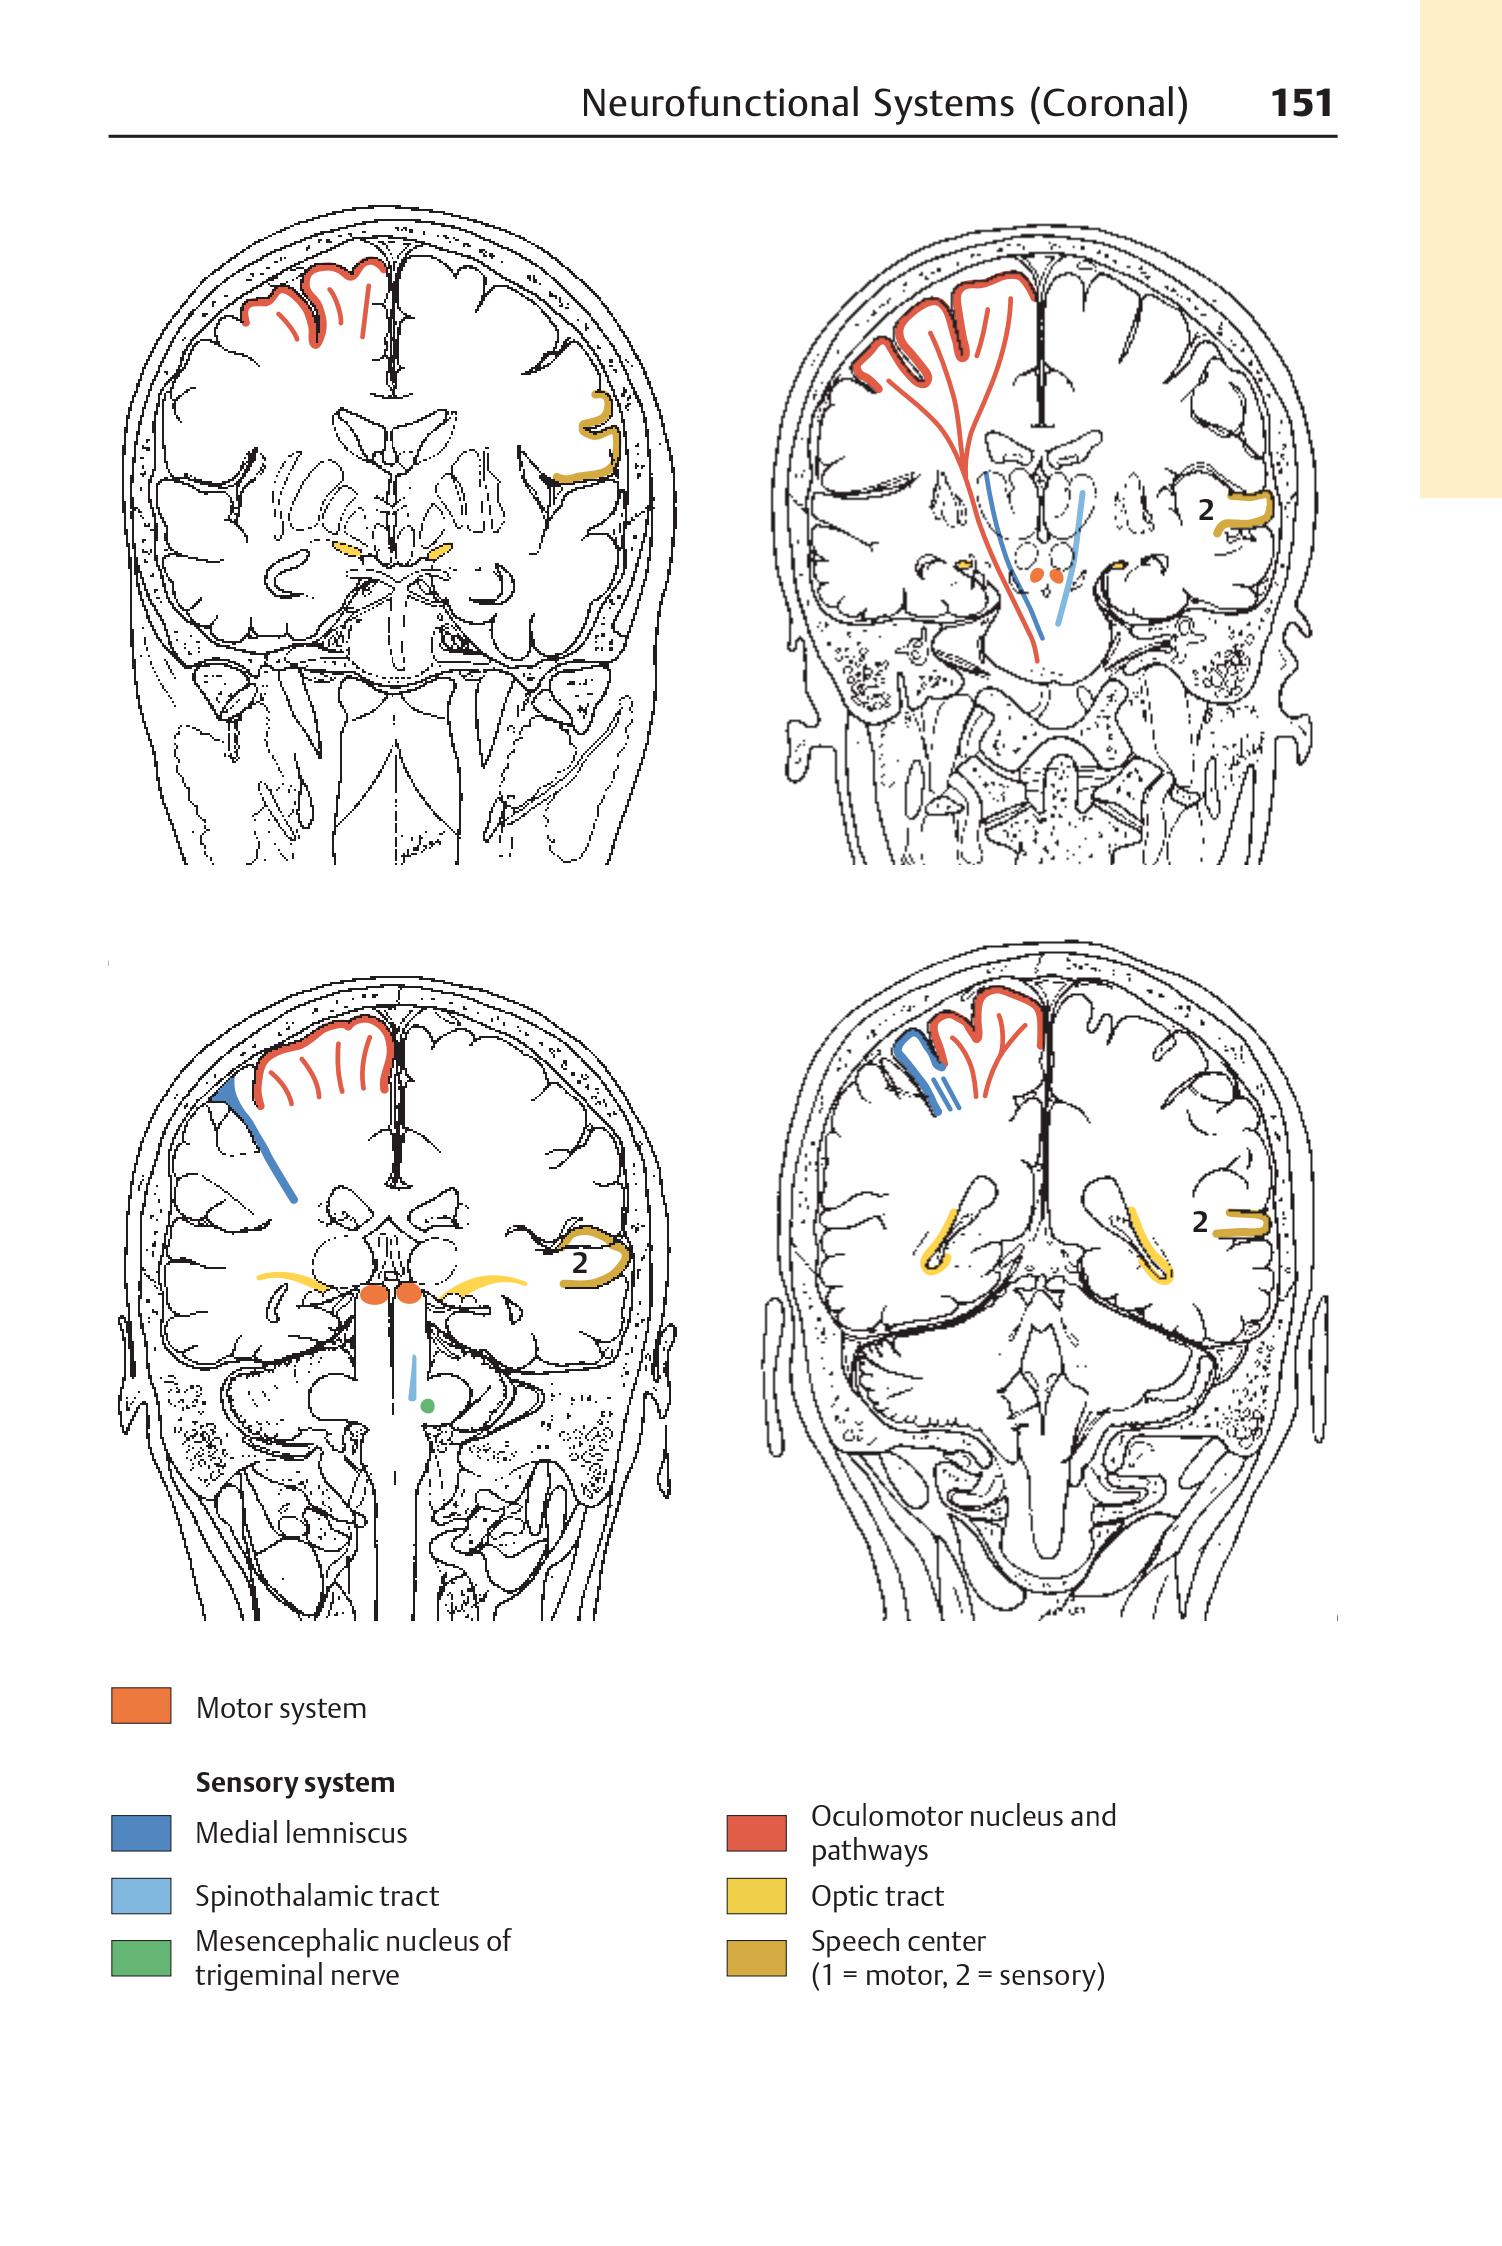 Neurofunctional Systems (Coronal) 151
2
2
2
Motor system
Sensory system
Medial lemniscus
Spinothalamic tract
Mesencephalic nucleus of
trigeminal nerve
Oculomotor nucleus and
pathways
Optic tract
Speech center
(1 = motor, 2 = sensory)